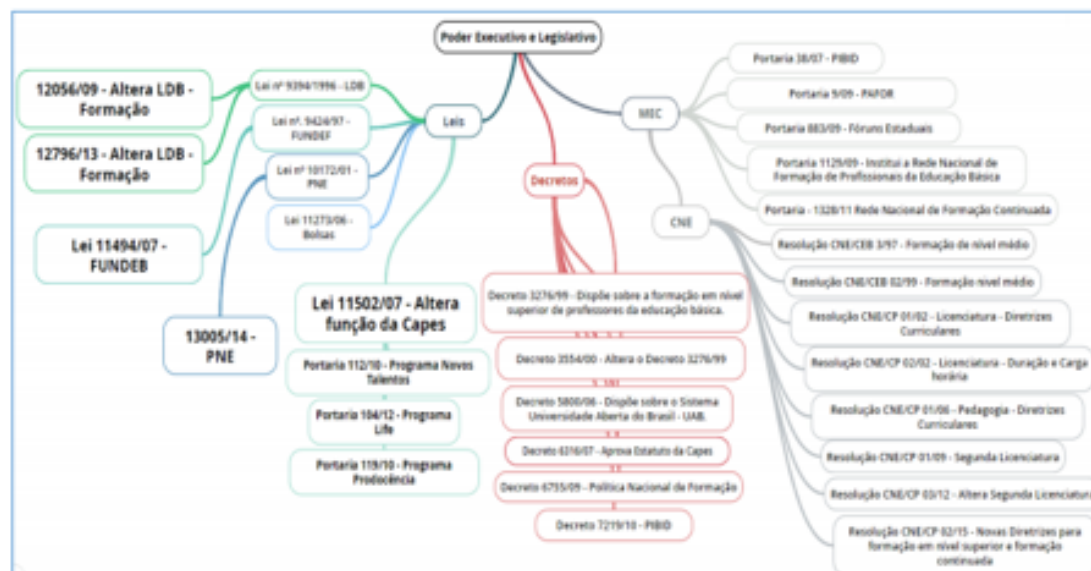 Poder Executivo e Legislativo
12056/09 - Altera LDB -
Formação
12796/13 - Altera LDB -
Formação
Lei 11494/07 -
FUNDEB
13005/14 -
PNE
Lei nº 9394/1996 - LDB
Lei nº. 9424/97 -
FUNDEF
Lei nº 10172/01 -
PNE
Lei 11273/06 -
Bolsas
Leis
Lei 11502/07 - Altera
função da Capes
Portaria 112/10 - Programa Novos
Talentos
Portaria 104/12 - Programa
Life
Portaria 119/10 - Programa
Prodocência
Decretos
Decreto 3276/99 - Dispõe sobre a formação em nível
superior de professores da educação básica.
Decreto 3554/00 - Altera o Decreto 3276/99
Decreto 5800/06 - Dispõe sobre o Sistema
Universidade Aberta do Brasil - UAB.
Decreto 6316/07 - Aprova Estatuto da Capes
Decreto 6755/09 - Política Nacional de Formação
Decreto 7219/10 - PIBID
MEC
Portaria 38/07 - PIBID
Portaria 9/09 - PAFOR
Portaria 883/09 - Fóruns Estaduais
Portaria 1129/09 - Institui a Rede Nacional de
Formação de Profissionais da Educação Básica
Portaria - 1328/11 Rede Nacional de Formação Continuada
CNE
Resolução CNE/CEB 3/97 - Formação de nível médio
Resolução CNE/CEB 02/99 - Formação nível médio
Resolução CNE/CP 01/02 - Licenciatura - Diretrizes
Curriculares
Resolução CNE/CP 02/02 - Licenciatura - Duração e Carga
horária
Resolução CNE/CP 01/06 - Pedagogia - Diretrizes
Curriculares
Resolução CNE/CP 01/09 - Segunda Licenciatura
Resolução CNE/CP 03/12 - Altera Segunda Licenciatura
Resolução CNE/CP 02/15 - Novas Diretrizes para
formação em nível superior e formação
continuada